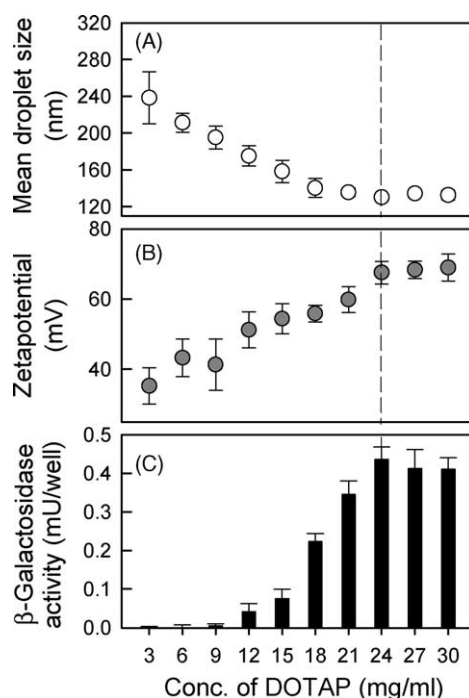 320
280
240
200
160
120
(A)
Mean droplet size
(nm)
80
60
40
(B)
Zetapotential
(mV)
0.5
0.4
0.3
0.2
0.1
0.0
(C)
β-Galactosidase
activity (mU/well)
3 6 9 12 15 18 21 24 27 30
Conc. of DOTAP (mg/ml)